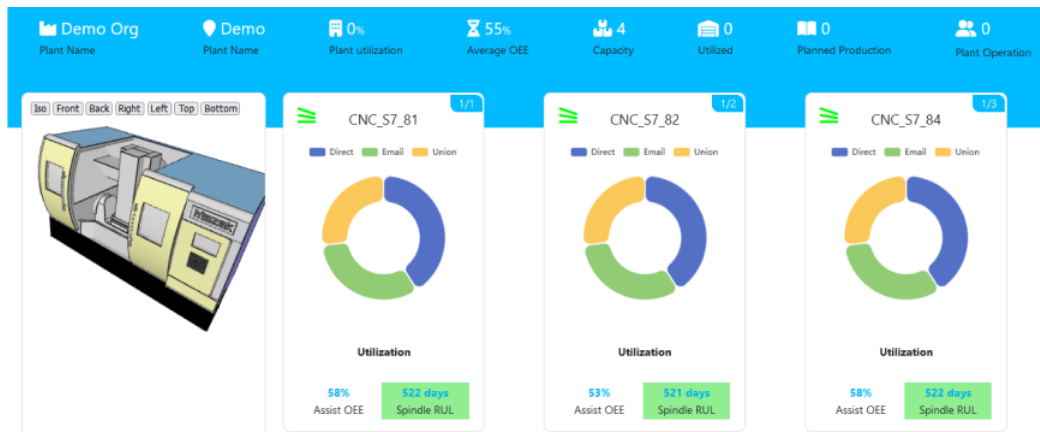 Demo Org
Plant Name
Demo
Plant Name
0%
Plant utilization
55%
Average OEE
4
Capacity
0
Utilized
0
Planned Production
0
Plant Operation
Iso Front Back Right Left Top Bottom
Mazak
1/1
CNC_S7_81
Direct Email Union
Utilization
58%
Assist OEE
522 days
Spindle RUL
1/2
CNC_S7_82
Direct Email Union
Utilization
53%
Assist OEE
521 days
Spindle RUL
1/3
CNC_S7_84
Direct Email Union
Utilization
58%
Assist OEE
522 days
Spindle RUL